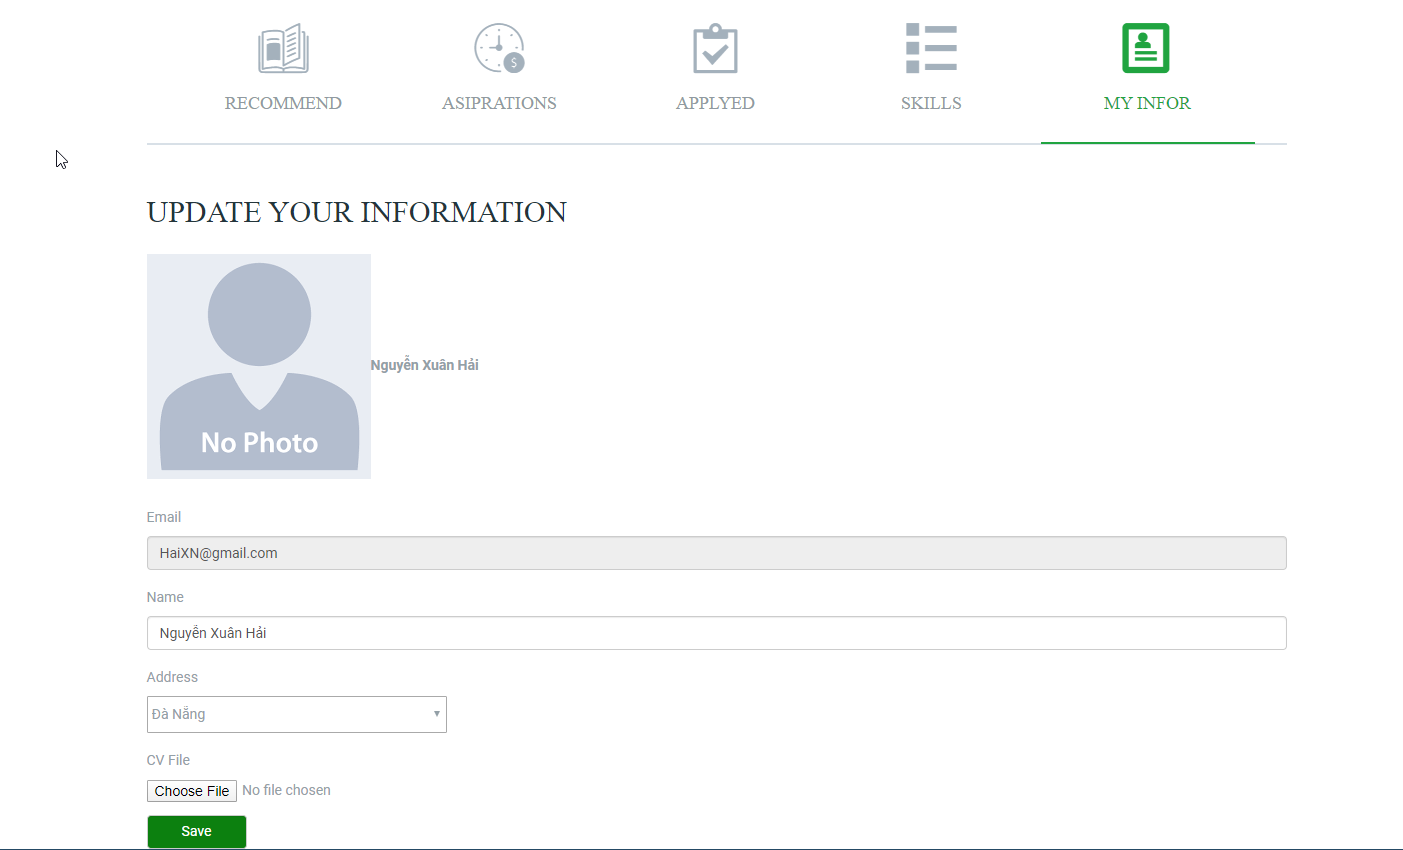 RECOMMEND ASIPRATIONS APPLYED SKILLS MY INFOR
UPDATE YOUR INFORMATION
No Photo
Nguyễn Xuân Hải
Email
HaiXN@gmail.com
Name
Nguyễn Xuân Hải
Address
Đà Nẵng
CV File
Choose File No file chosen
Save